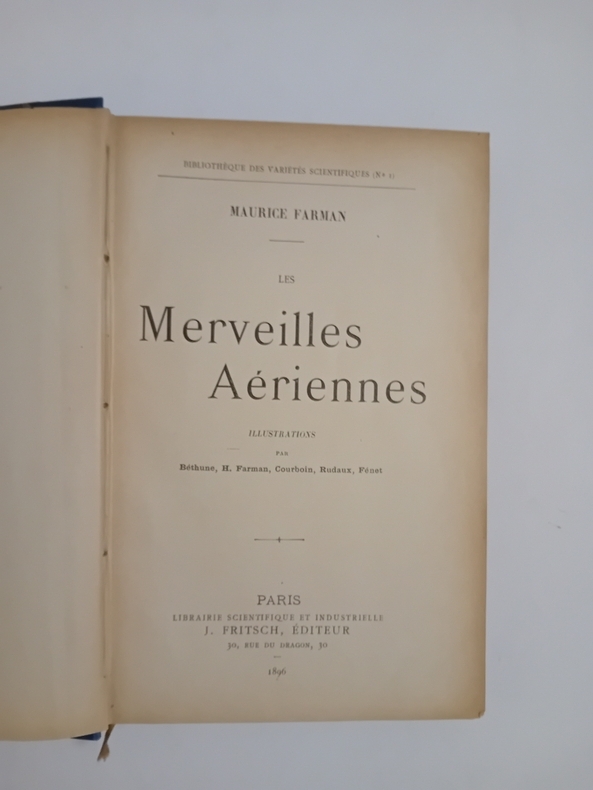 BIBLIOTHÈQUE DES VARIÉTÉS SCIENTIFIQUES (Nº 1)
MAURICE FARMAN
LES
Merveilles
Aériennes
ILLUSTRATIONS
PAR
Béthune, H. Farman, Courboin, Rudaux, Fénet
PARIS
LIBRAIRIE SCIENTIFIQUE ET INDUSTRIELLE
J. FRITSCH, ÉDITEUR
30, RUE DU DRAGON, 30
1896